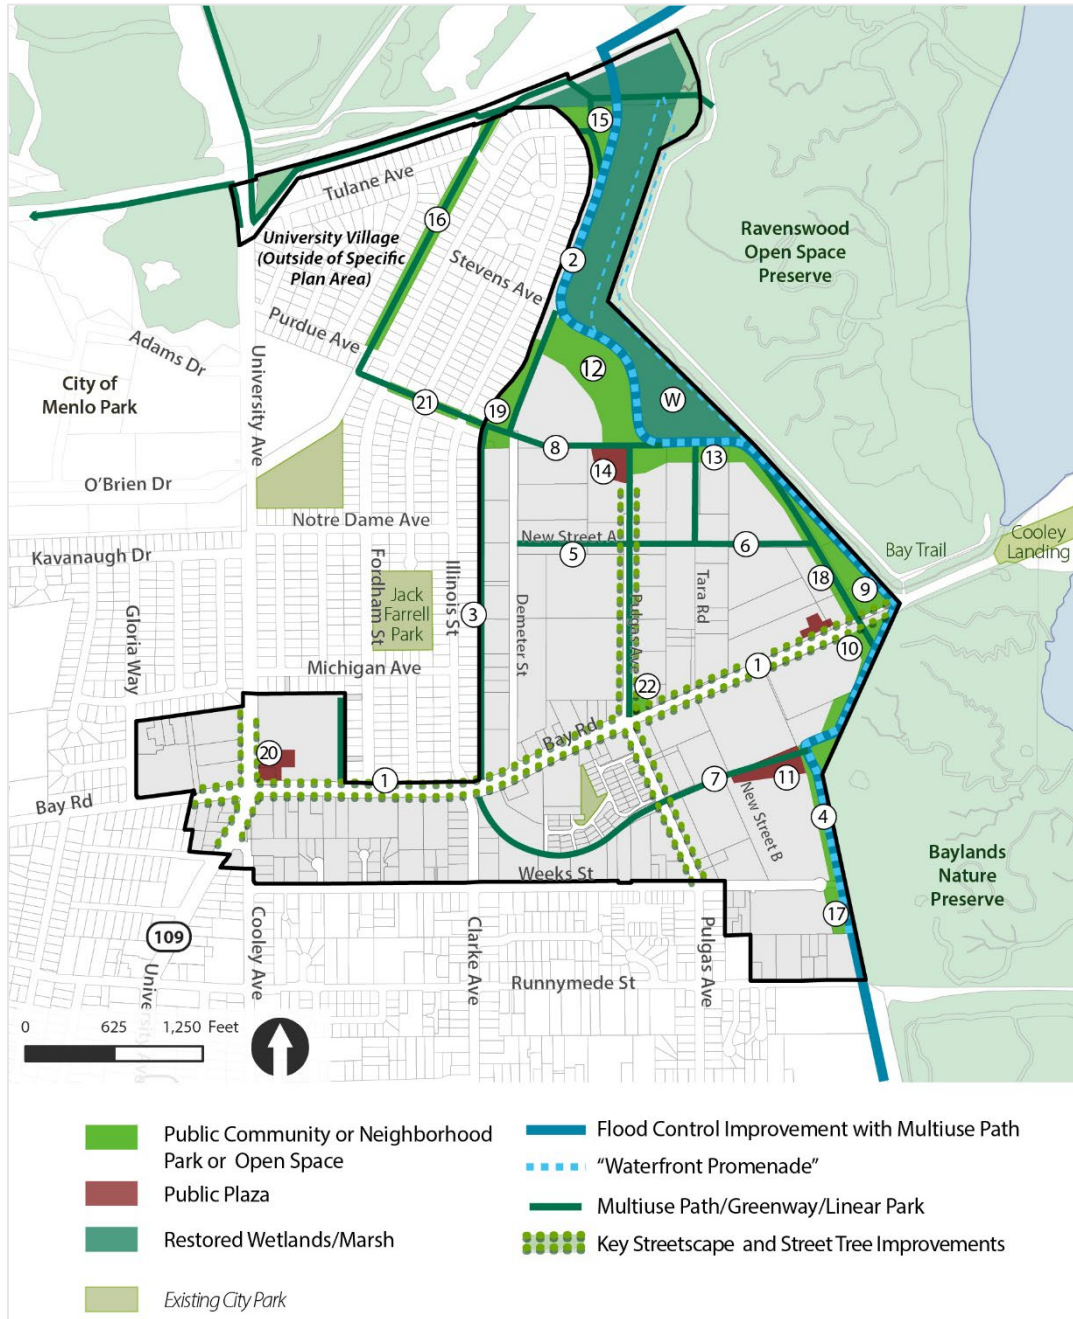 15
Tulane Ave
16
University Village
(Outside of Specific
Plan Area)
Ravenswood
Open Space
Preserve
2
Stevens Ave
Purdue Ave
Adams Dr
City of
Menlo Park
University Ave
12
W
21
19
8
13
14
O'Brien Dr
Notre Dame Ave
New Street A
5
6
Kavanaugh Dr
Bay Trail
Cooley
Landing
Fordham St
Illinois St
Jack
Farrell
Park
3
Demeter St
Pulgas Ave
Tara Rd
18
9
10
Gloria Way
Michigan Ave
1
22
Bay Rd
20
1
7
11
New Street B
4
Bay Rd
Weeks St
Baylands
Nature
Preserve
17
109
Cooley Ave
Clarke Ave
Pulgas Ave
Runnymede St
University Ave
0 625 1,250 Feet
Public Community or Neighborhood
Park or Open Space
Public Plaza
Restored Wetlands/Marsh
Existing City Park
Flood Control Improvement with Multiuse Path
"Waterfront Promenade"
Multiuse Path/Greenway/Linear Park
Key Streetscape and Street Tree Improvements